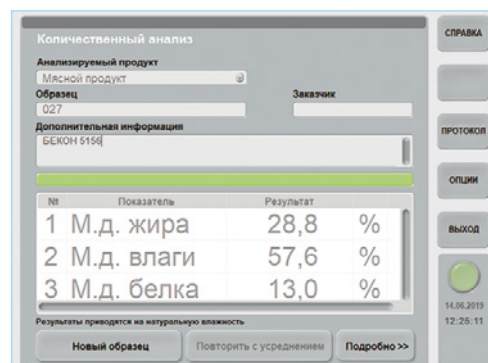 Количественный анализ
СПРАВКА
Анализируемый продукт
Мясной продукт
Образец
Заказчик
027
Дополнительная информация
БЕКОН 5156
ПРОТОКОЛ
ОПЦИИ
№ Показатель Результат
1 М.д. жира 28,8 %
2 М.д. влаги 57,6 %
3 М.д. белка 13,0 %
ВЫХОД
Результаты приводятся на натуральную влажность
14.06.2019
12:25:11
Новый образец
Повторить с усреднением
Подробно >>